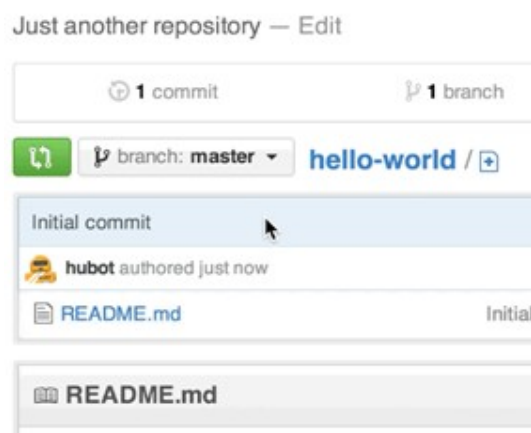 Just another repository — Edit
1 commit 1 branch
branch: master hello-world /
Initial commit
hubot authored just now
README.md Initial
README.md